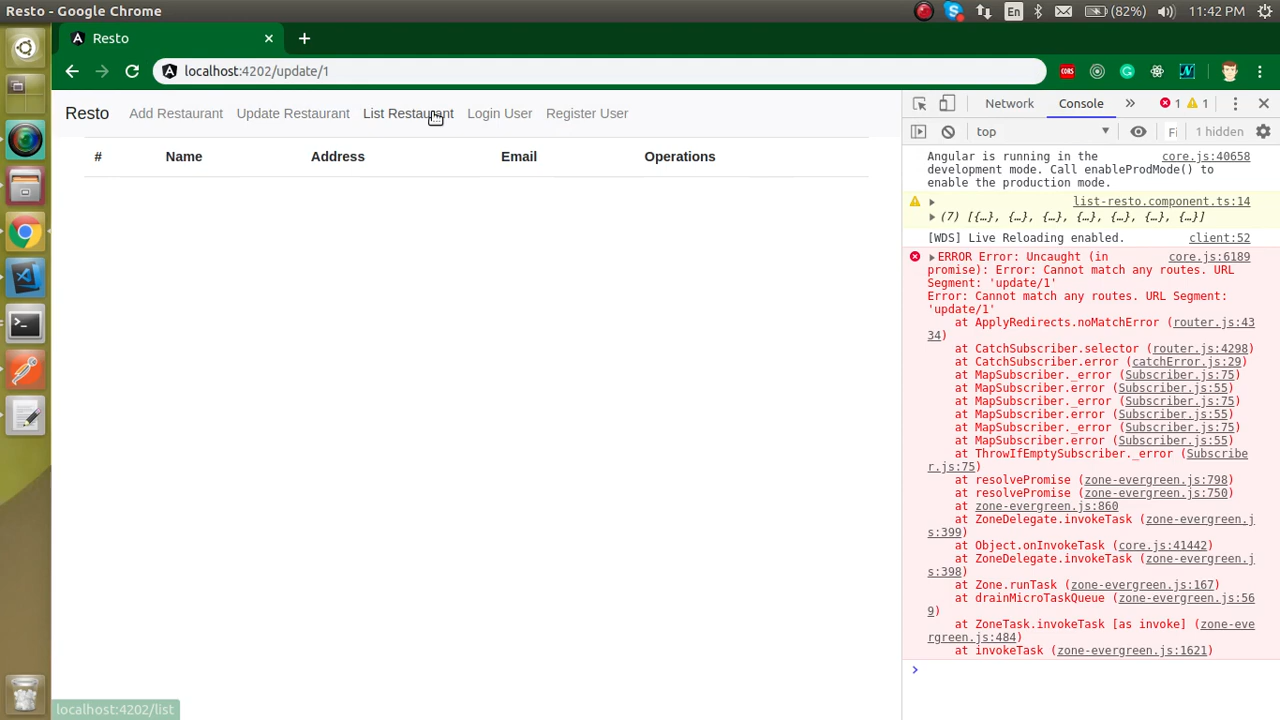 Resto - Google Chrome
En
(82%)
11:42 PM
Resto
localhost:4202/update/1
CORS
Resto
Add Restaurant
Update Restaurant
List Restaurant
Login User
Register User
#
Name
Address
Email
Operations
Network
Console
1
1
top
Fi
1 hidden
Angular is running in the core.js:40658
development mode. Call enableProdMode() to
enable the production mode.
list-resto.component.ts:14
(7) [{…}, {…}, {…}, {…}, {…}, {…}, {…}]
[WDS] Live Reloading enabled. client:52
ERROR Error: Uncaught (in core.js:6189
promise): Error: Cannot match any routes. URL
Segment: 'update/1'
Error: Cannot match any routes. URL Segment:
'update/1'
at ApplyRedirects.noMatchError (router.js:43
34)
at CatchSubscriber.selector (router.js:4298)
at CatchSubscriber.error (catchError.js:29)
at MapSubscriber._error (Subscriber.js:75)
at MapSubscriber.error (Subscriber.js:55)
at MapSubscriber._error (Subscriber.js:75)
at MapSubscriber.error (Subscriber.js:55)
at MapSubscriber._error (Subscriber.js:75)
at MapSubscriber.error (Subscriber.js:55)
at ThrowIfEmptySubscriber._error (Subscribe
r.js:75)
at resolvePromise (zone-evergreen.js:798)
at resolvePromise (zone-evergreen.js:750)
at zone-evergreen.js:860
at ZoneDelegate.invokeTask (zone-evergreen.j
s:399)
at Object.onInvokeTask (core.js:41442)
at ZoneDelegate.invokeTask (zone-evergreen.j
s:398)
at Zone.runTask (zone-evergreen.js:167)
at drainMicroTaskQueue (zone-evergreen.js:56
9)
at ZoneTask.invokeTask [as invoke] (zone-eve
rgreen.js:484)
at invokeTask (zone-evergreen.js:1621)
localhost:4202/list